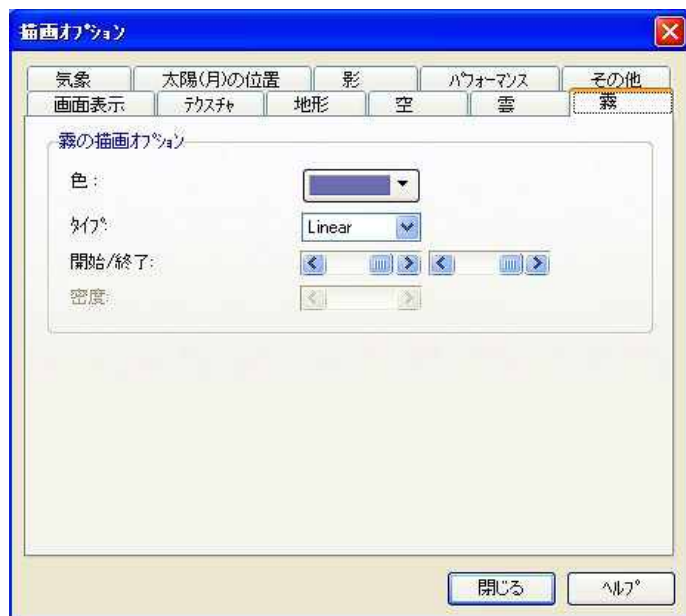 描画ｵﾌﾟｼｮﾝ
気象 太陽(月)の位置 影 ﾊﾟﾌｫｰﾏﾝｽ その他
画面表示 ﾃｸｽﾁｬ 地形 空 雲 霧
霧の描画ｵﾌﾟｼｮﾝ
色：
ﾀｲﾌﾟ: Linear
開始/終了:
密度:
閉じる ﾍﾙﾌﾟ